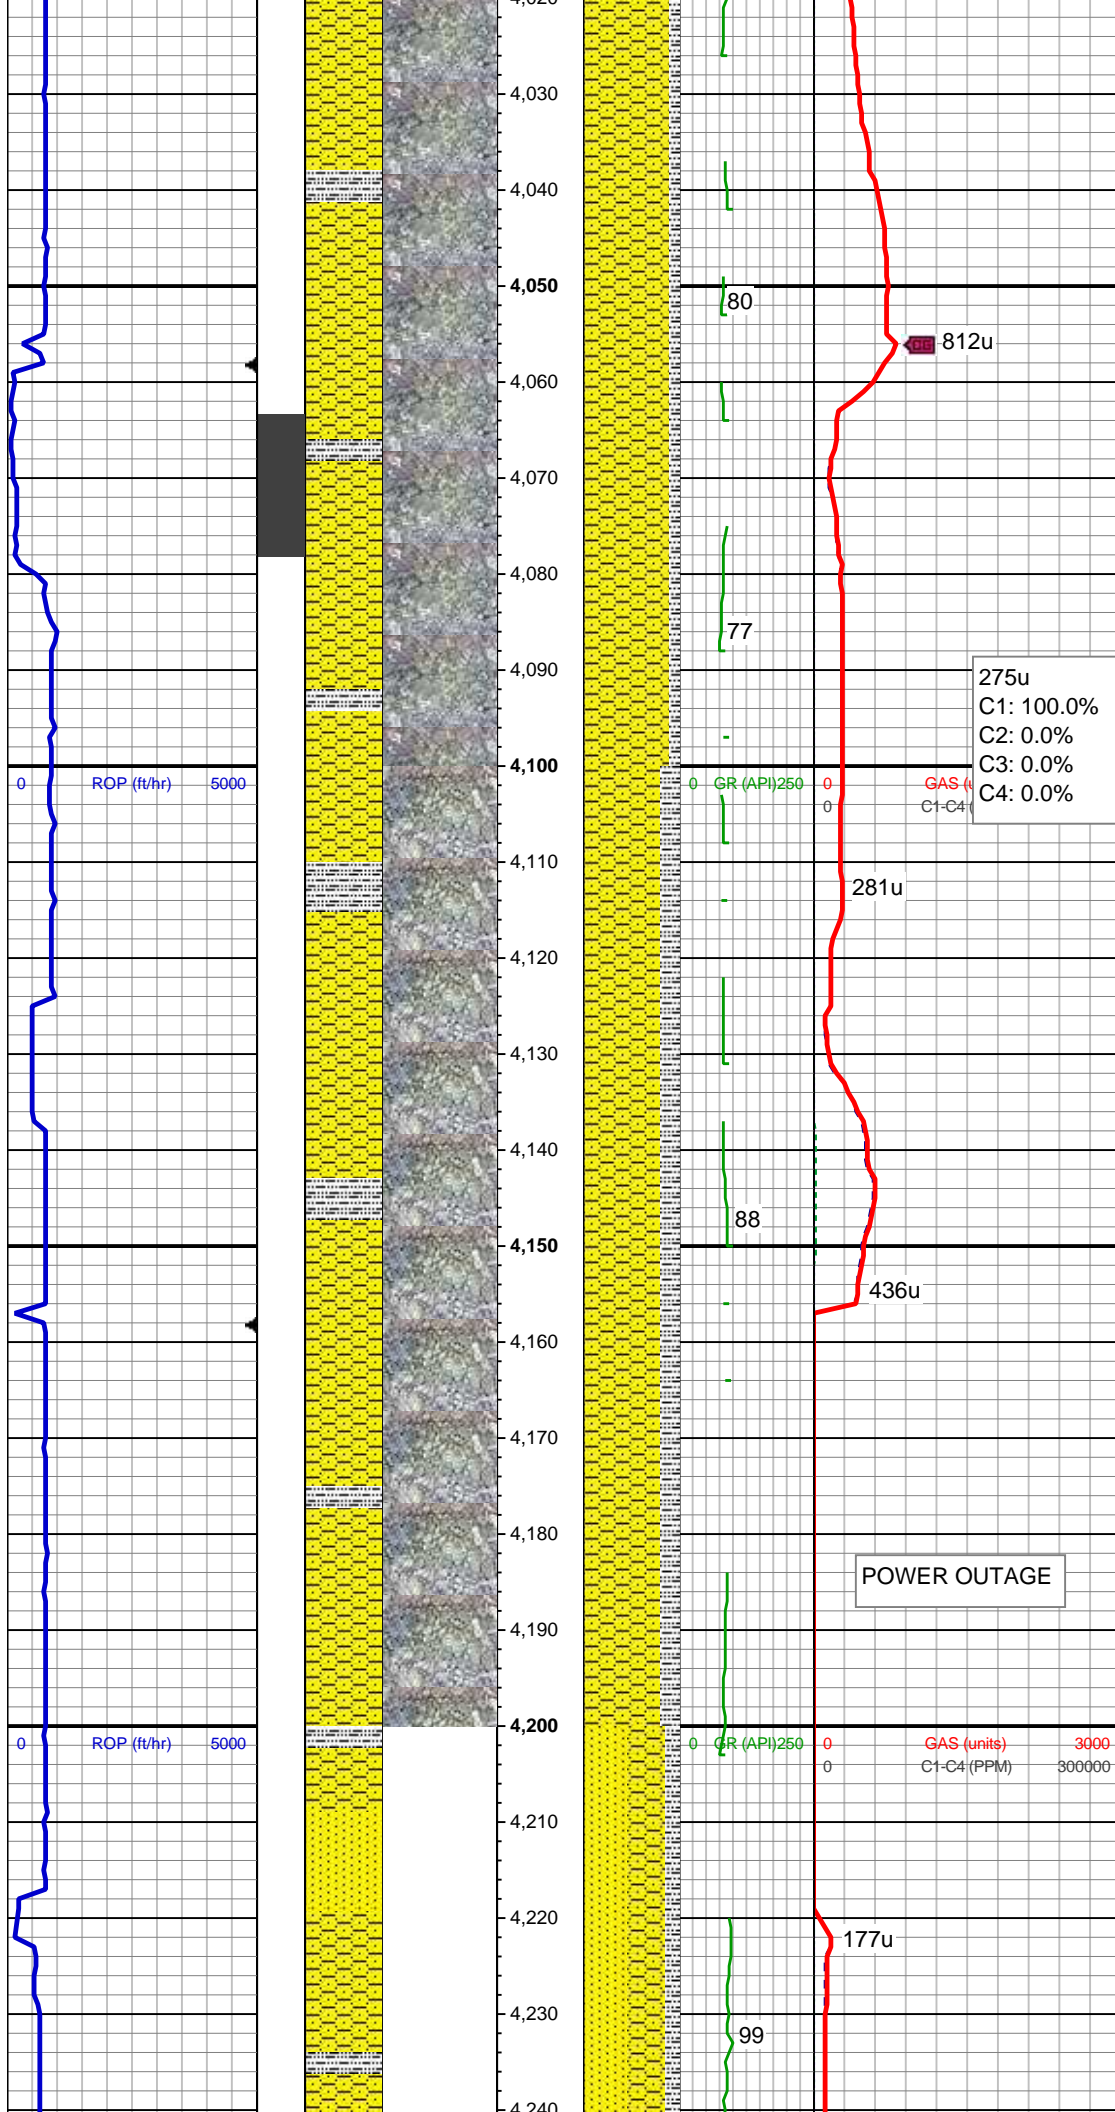 4,030
4,040
4,050
80
CG 812u
4,060
4,070
4,080
77
4,090
275u
C1: 100.0%
C2: 0.0%
C3: 0.0%
C4: 0.0%
4,100
0 ROP (ft/hr) 5000
0 GR (API) 250
0 GAS (
0 C1-C4 (
4,110
281u
4,120
4,130
4,140
88
4,150
436u
4,160
4,170
4,180
POWER OUTAGE
4,190
4,200
0 ROP (ft/hr) 5000
0 GR (API) 250
0 GAS (units) 3000
0 C1-C4 (PPM) 300000
4,210
4,220
177u
4,230
99
4,240